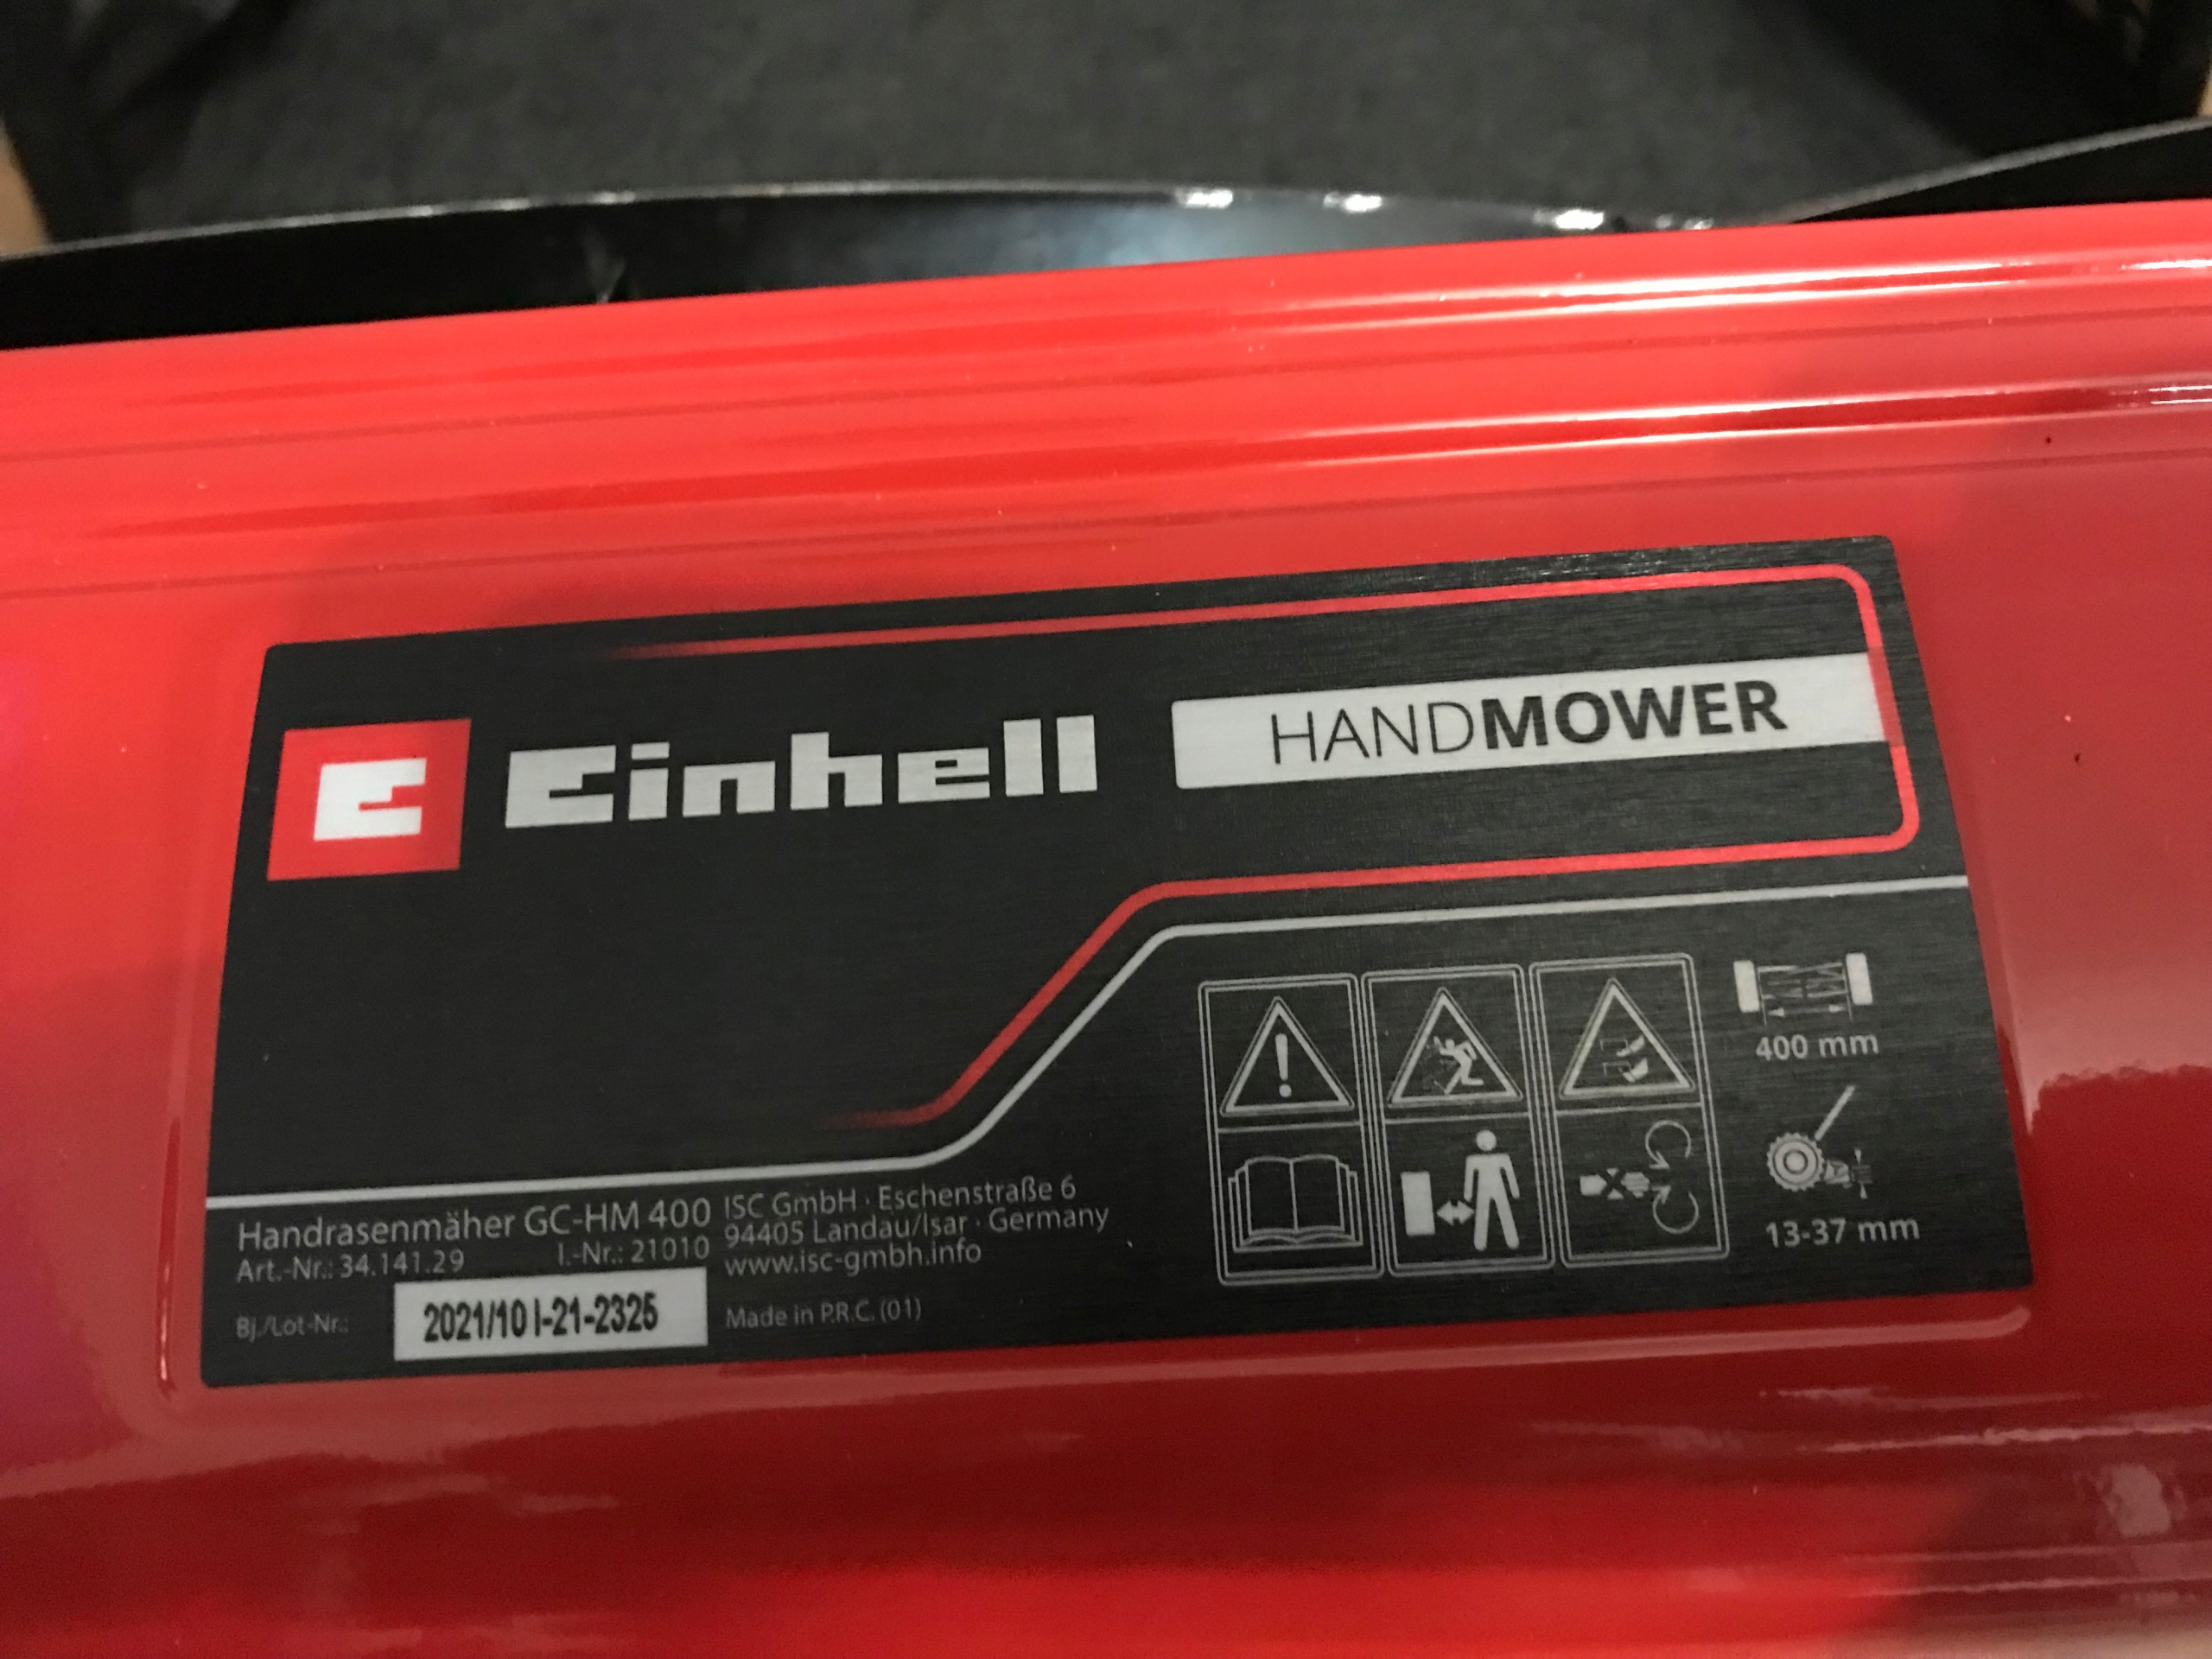 Einhell
HANDMOWER
400 mm
13-37 mm
Handrasenmäher GC-HM 400
Art.-Nr.: 34.141.29 I.-Nr.: 21010
Bj./Lot-Nr.: 2021/10 I-21-2325
ISC GmbH · Eschenstraße 6
94405 Landau/Isar · Germany
www.isc-gmbh.info
Made in P.R.C. (01)